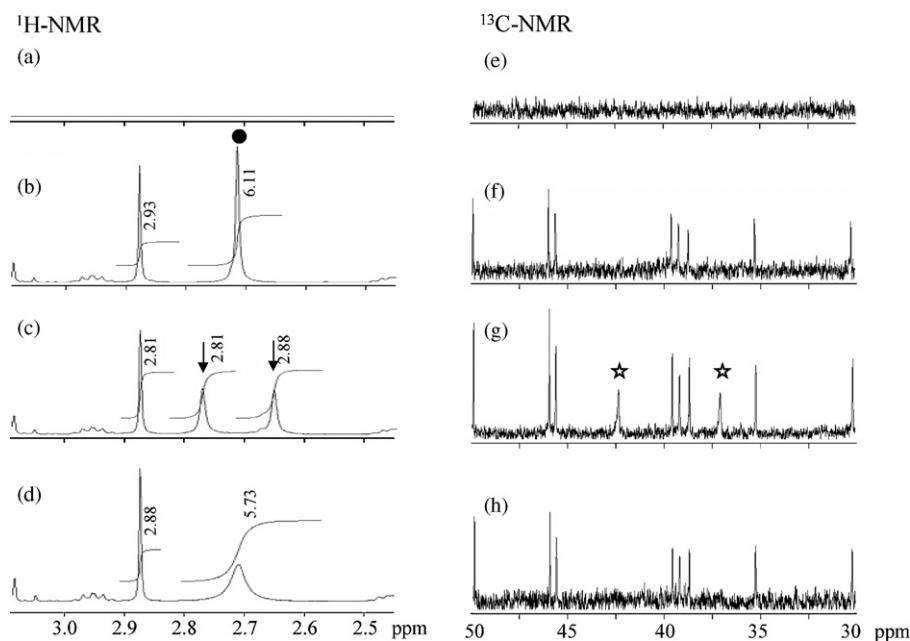 ¹H-NMR
(a)
(b)
2.93
6.11
(c)
2.81
2.81
2.88
(d)
2.88
5.73
3.0 2.9 2.8 2.7 2.6 2.5 ppm
¹³C-NMR
(e)
(f)
(g)
(h)
50 45 40 35 30
ppm